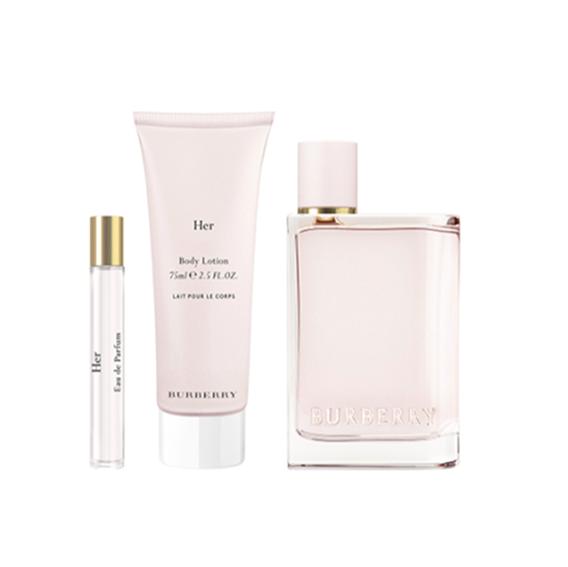 Her
Eau de Parfum
Her
Body Lotion
75ml ℮ 2.5 FL.OZ.
LAIT POUR LE CORPS
BURBERRY
BURBERRY